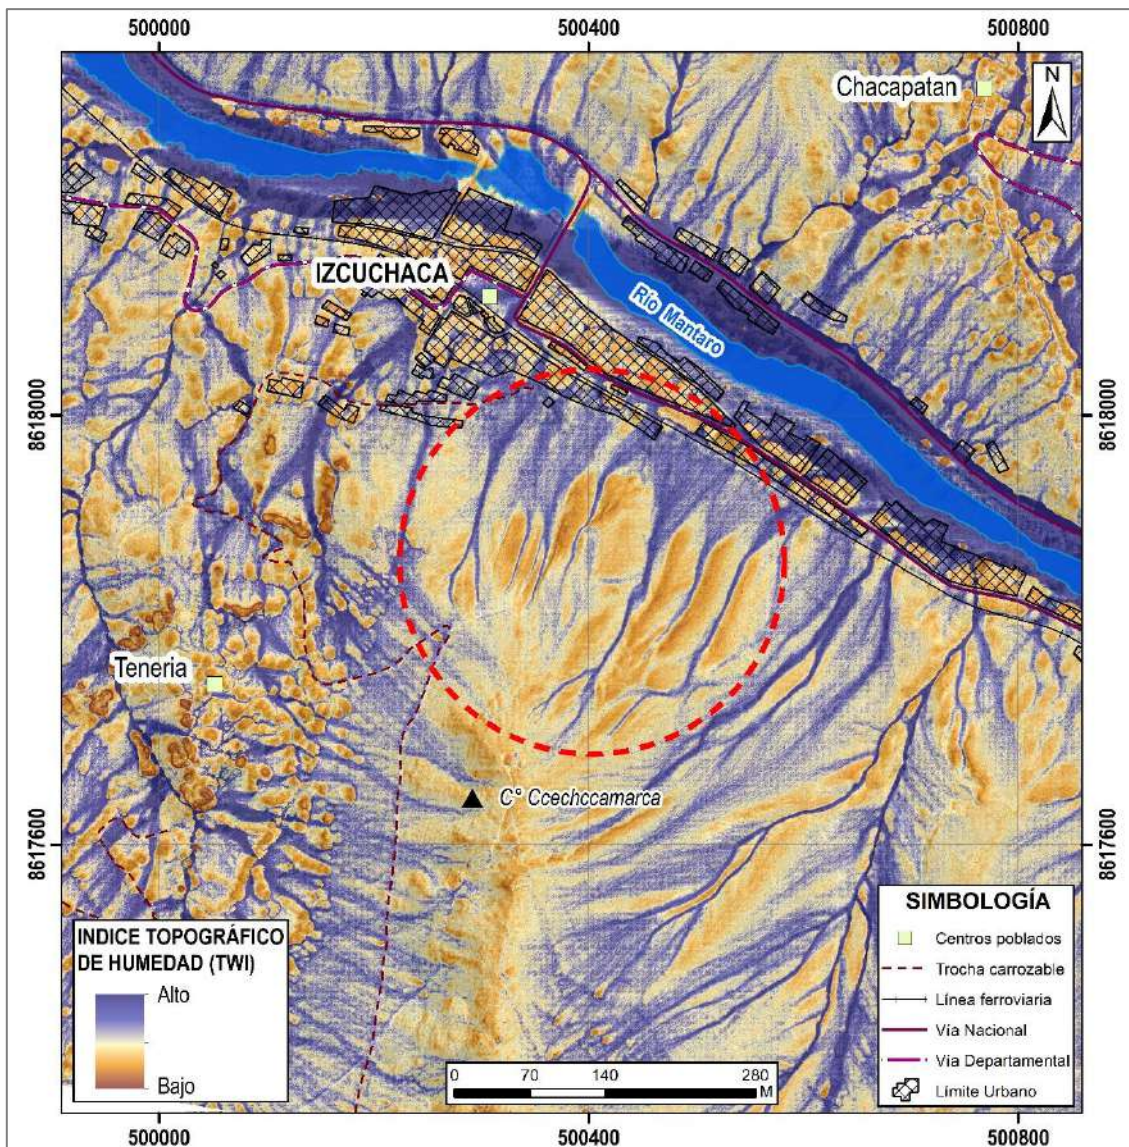 500000
500400
500800
Chacapatan
N
IZCUCHACA
Río Mantaro
8618000
8618000
Teneria
C° Ccechccamarca
8617600
8617600
INDICE TOPOGRÁFICO
DE HUMEDAD (TWI)
Alto
Bajo
0 70 140 280
M
SIMBOLOGÍA
Centros poblados
Trocha carrozable
Línea ferroviaria
Vía Nacional
Vía Departamental
Límite Urbano
500000
500400
500800